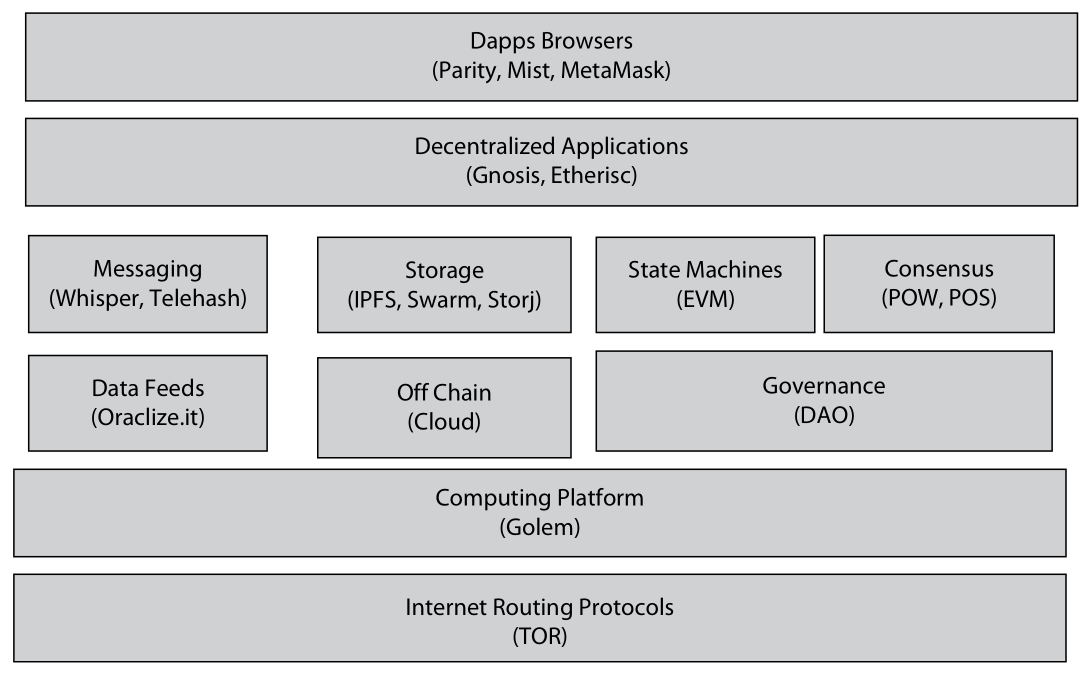 Dapps Browsers
(Parity, Mist, MetaMask)
Decentralized Applications
(Gnosis, Etherisc)
Messaging
(Whisper, Telehash)
Storage
(IPFS, Swarm, Storj)
State Machines
(EVM)
Consensus
(POW, POS)
Data Feeds
(Oraclize.it)
Off Chain
(Cloud)
Governance
(DAO)
Computing Platform
(Golem)
Internet Routing Protocols
(TOR)